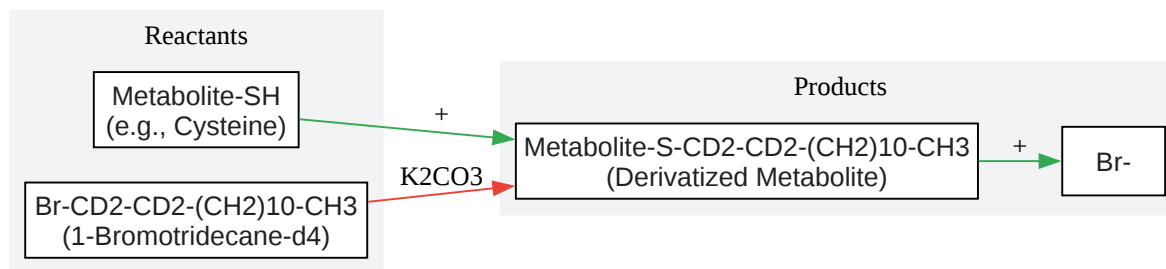 Reactants
Metabolite-SH
(e.g., Cysteine)
+
Br-CD2-CD2-(CH2)10-CH3
(1-Bromotridecane-d4)
K2CO3
Products
Metabolite-S-CD2-CD2-(CH2)10-CH3
(Derivatized Metabolite)
+
Br-